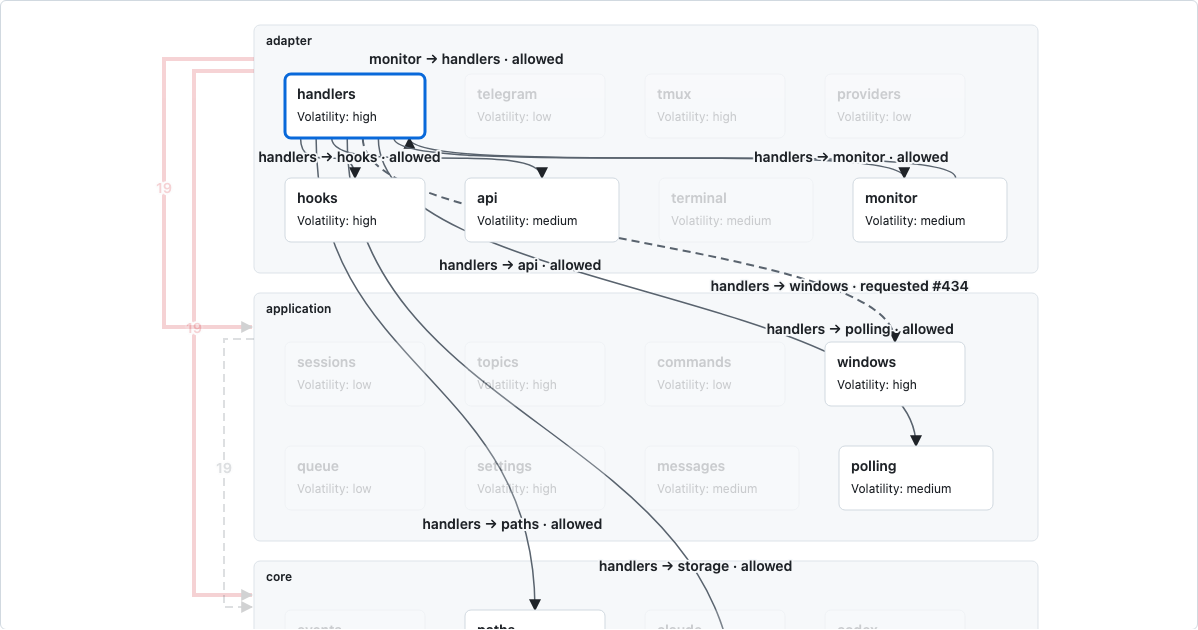 adapter
monitor → handlers · allowed
handlers
Volatility: high
telegram
Volatility: low
tmux
Volatility: high
providers
Volatility: low
handlers → hooks · allowed
handlers → monitor · allowed
19
hooks
Volatility: high
api
Volatility: medium
terminal
Volatility: medium
monitor
Volatility: medium
handlers → api · allowed
handlers → windows · requested #434
application
19
handlers → polling · allowed
sessions
Volatility: low
topics
Volatility: high
commands
Volatility: low
windows
Volatility: high
19
queue
Volatility: low
settings
Volatility: high
messages
Volatility: medium
polling
Volatility: medium
handlers → paths · allowed
handlers → storage · allowed
core
events
paths
claude
codex